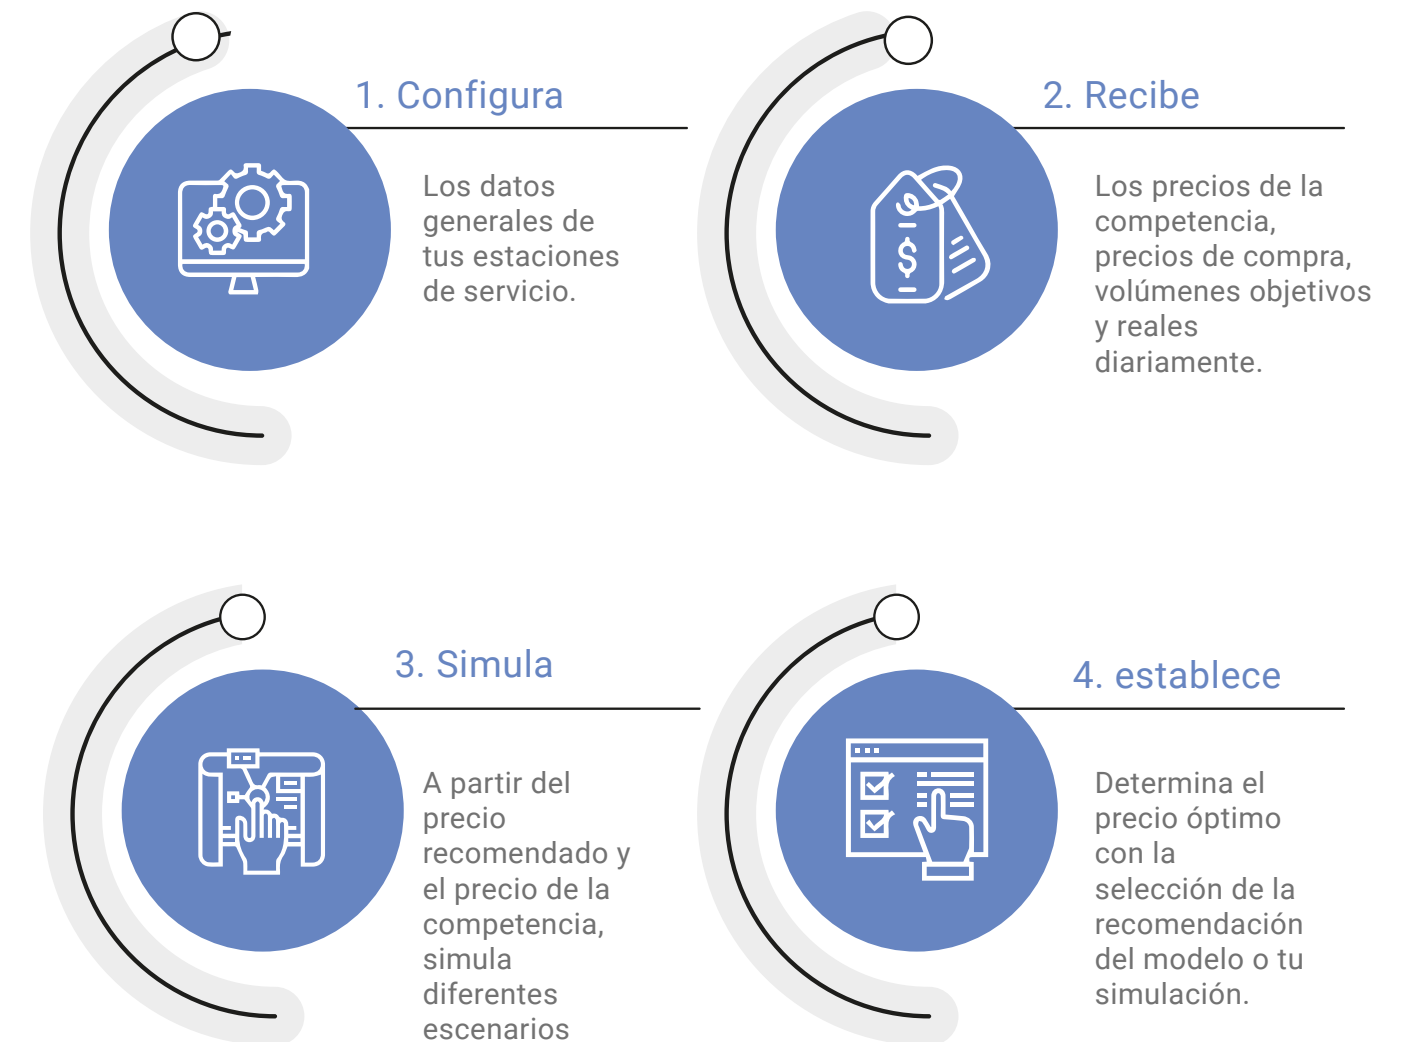 1. Configura
Los datos
generales de
tus estaciones
de servicio.
2. Recibe
Los precios de la
competencia,
precios de compra,
volúmenes objetivos
y reales
diariamente.
3. Simula
A partir del
precio
recomendado y
el precio de la
competencia,
simula
diferentes
escenarios
4. establece
Determina el
precio óptimo
con la
selección de la
recomendación
del modelo o tu
simulación.